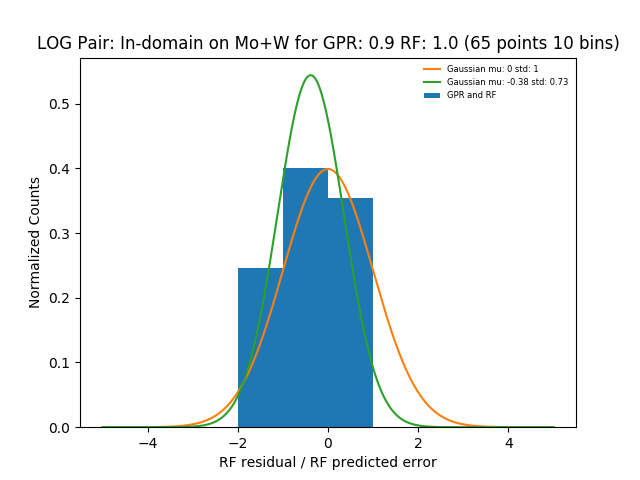 LOG Pair: In-domain on Mo+W for GPR: 0.9 RF: 1.0 (65 points 10 bins)
Gaussian mu: 0 std: 1
Gaussian mu: -0.38 std: 0.73
GPR and RF
Normalized Counts
0.5
0.4
0.3
0.2
0.1
0.0
−4
−2
0
2
4
RF residual / RF predicted error